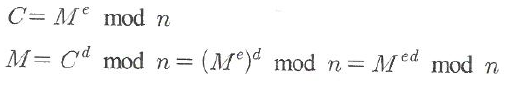 C = M^e mod n
M = C^d mod n = (M^e)^d mod n = M^{ed} mod n